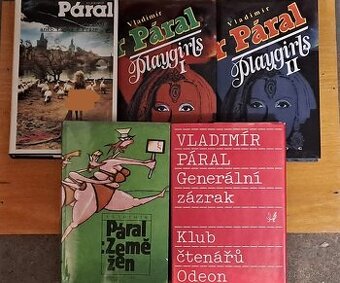 Páral
Vladimír
r Páral
Playgirls
I
Vladimír
r Páral
Playgirls
II
Páral
Země
žen
VLADIMÍR
PÁRAL
Generální
zázrak
Klub
čtenářů
Odeon